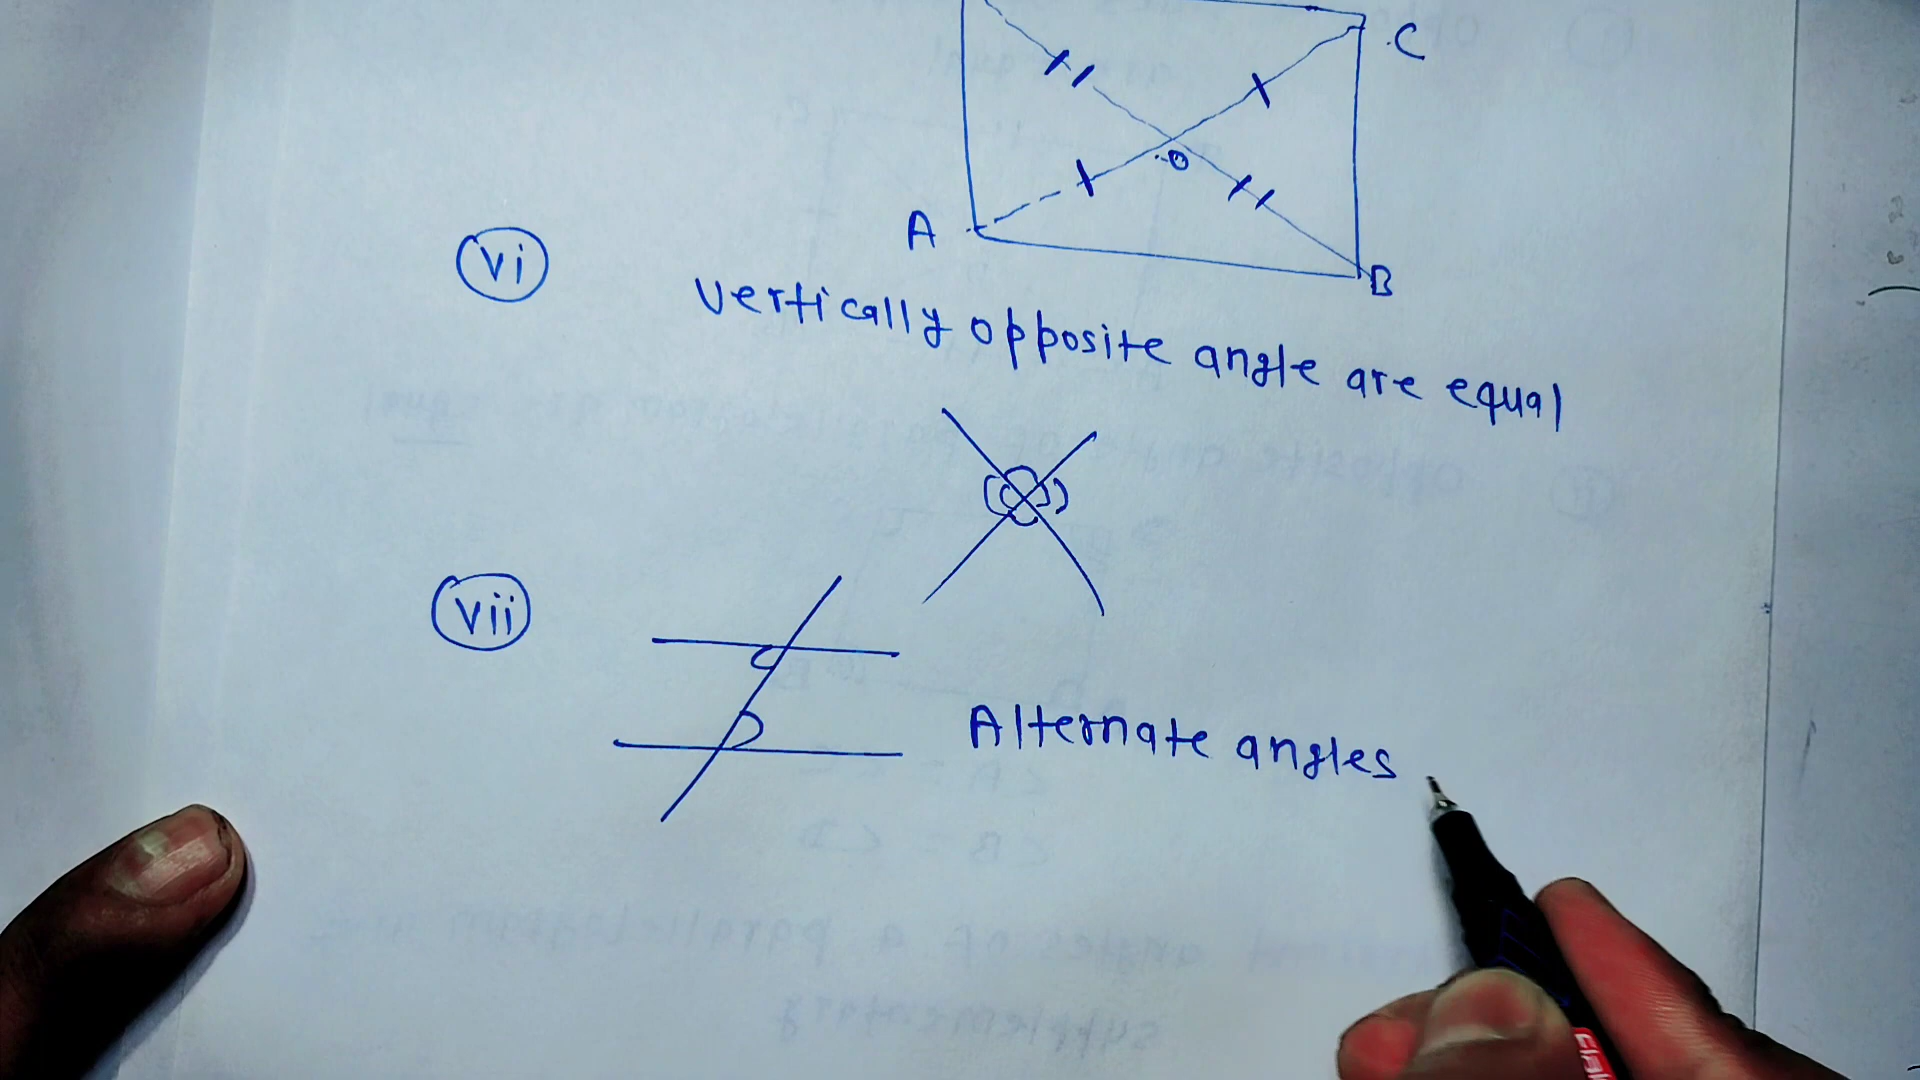 C
O
A
B
vi
Vertically opposite angle are equal
vii
Alternate angles